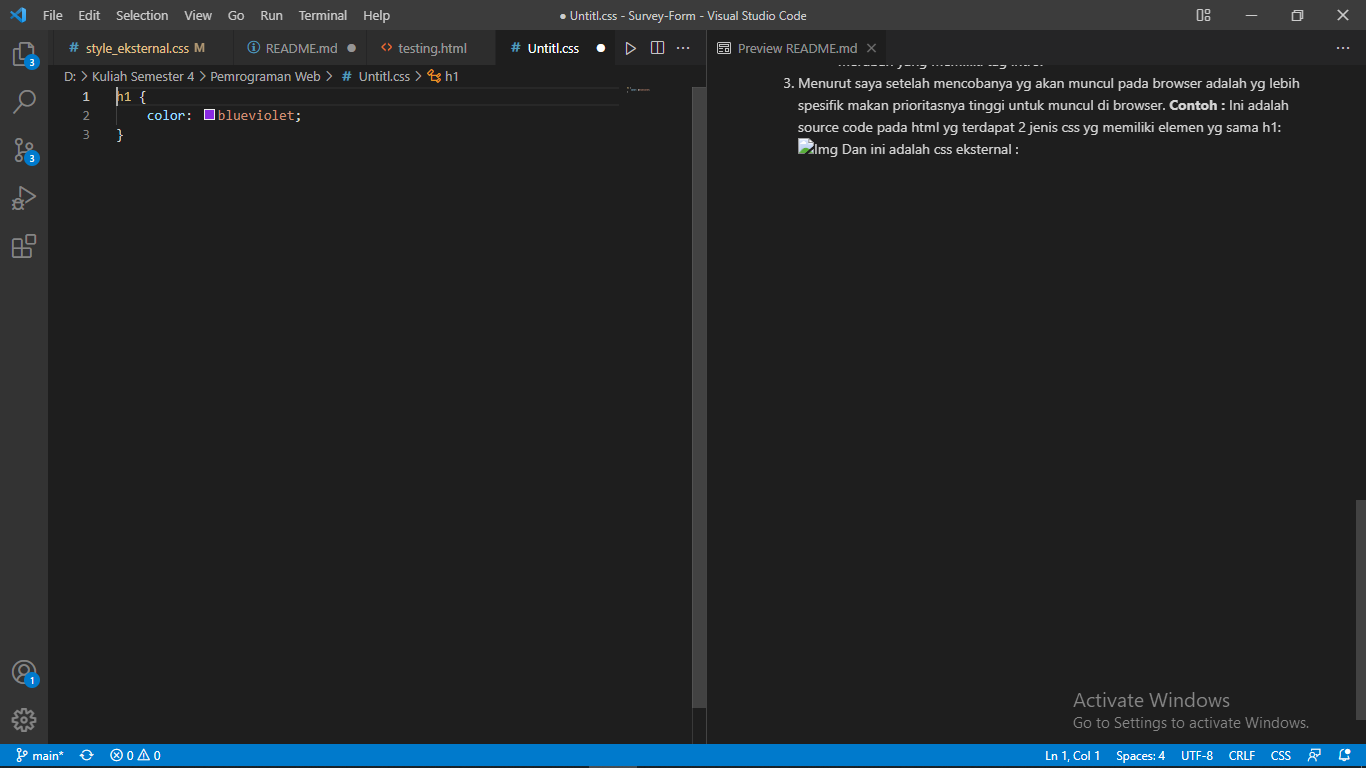 File Edit Selection View Go Run Terminal Help
● Untitl.css - Survey-Form - Visual Studio Code
# style_eksternal.css M
README.md ●
<> testing.html
# Untitl.css ●
Preview README.md
D: > Kuliah Semester 4 > Pemrograman Web > # Untitl.css > h1
1 h1 {
2 color: blueviolet;
3 }
3. Menurut saya setelah mencobanya yg akan muncul pada browser adalah yg lebih
spesifik makan prioritasnya tinggi untuk muncul di browser. Contoh : Ini adalah
source code pada html yg terdapat 2 jenis css yg memiliki elemen yg sama h1:
Img Dan ini adalah css eksternal :
3
3
1
Activate Windows
Go to Settings to activate Windows.
main* 0 0
Ln 1, Col 1 Spaces: 4 UTF-8 CRLF CSS